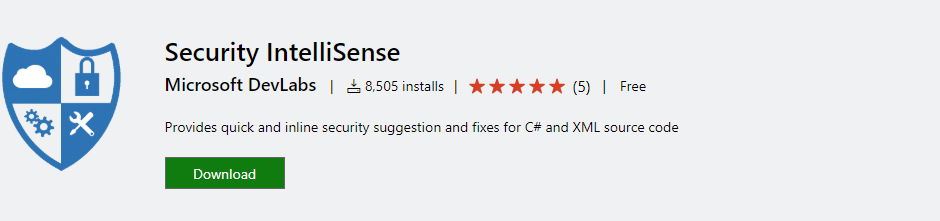 Security IntelliSense
Microsoft DevLabs | 8,505 installs | (5) | Free
Provides quick and inline security suggestion and fixes for C# and XML source code
Download